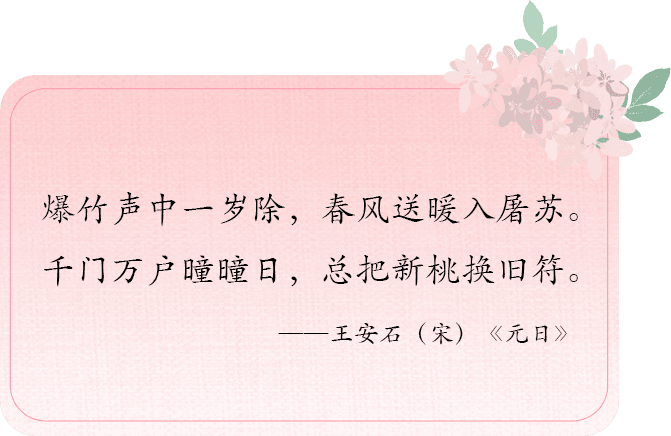 爆竹声中一岁除，春风送暖入屠苏。
千门万户曈曈日，总把新桃换旧符。
——王安石（宋）《元日》